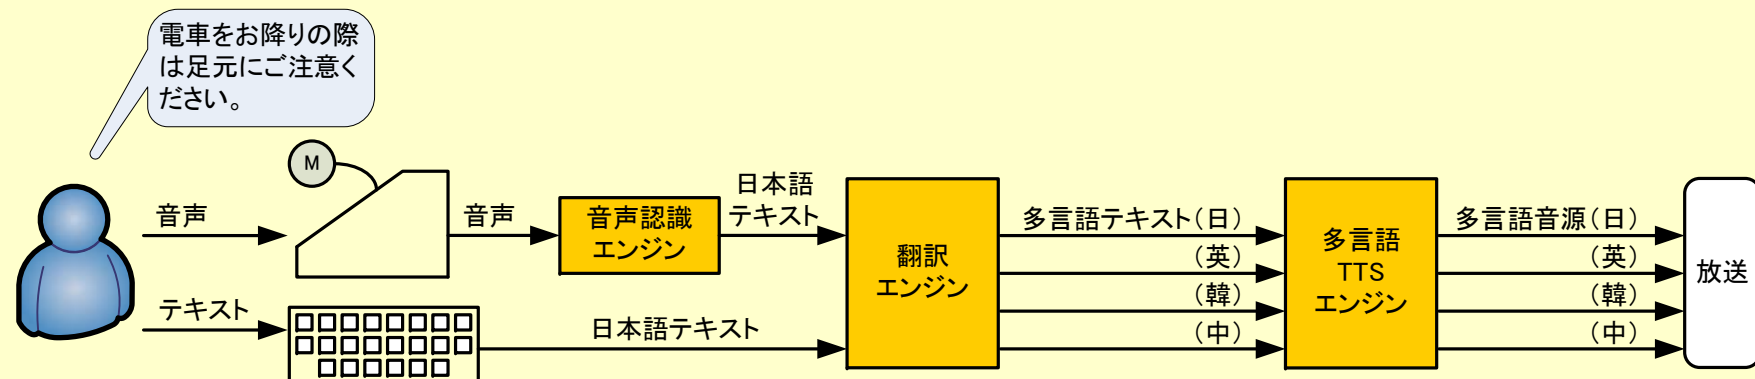 電車をお降りの際
は足元にご注意く
ださい。
M
音声
音声
音声認識
エンジン
日本語
テキスト
テキスト
日本語テキスト
翻訳
エンジン
多言語テキスト(日)
(英)
(韓)
(中)
多言語
TTS
エンジン
多言語音源(日)
(英)
(韓)
(中)
放送